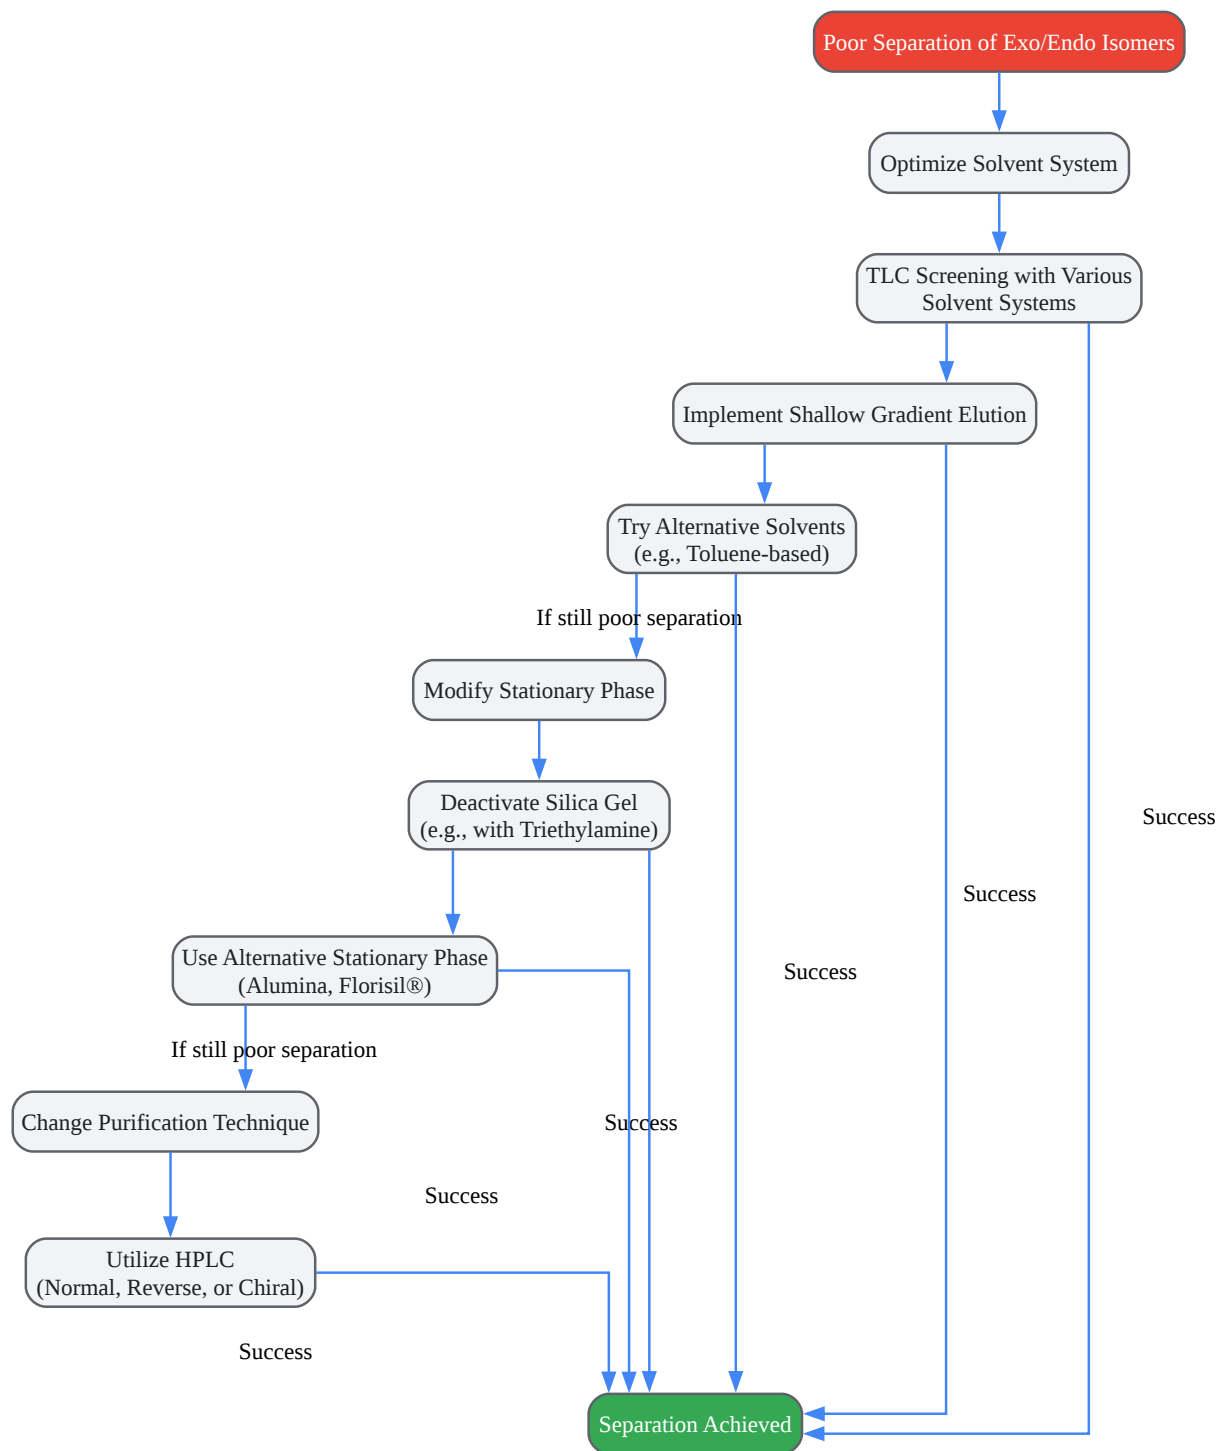 Poor Separation of Exo/Endo Isomers
Optimize Solvent System
TLC Screening with Various
Solvent Systems
Implement Shallow Gradient Elution
Try Alternative Solvents
(e.g., Toluene-based)
If still poor separation
Modify Stationary Phase
Deactivate Silica Gel
(e.g., with Triethylamine)
Success
Success
Use Alternative Stationary Phase
(Alumina, Florisil®)
Success
If still poor separation
Change Purification Technique
Success
Success
Utilize HPLC
(Normal, Reverse, or Chiral)
Success
Separation Achieved